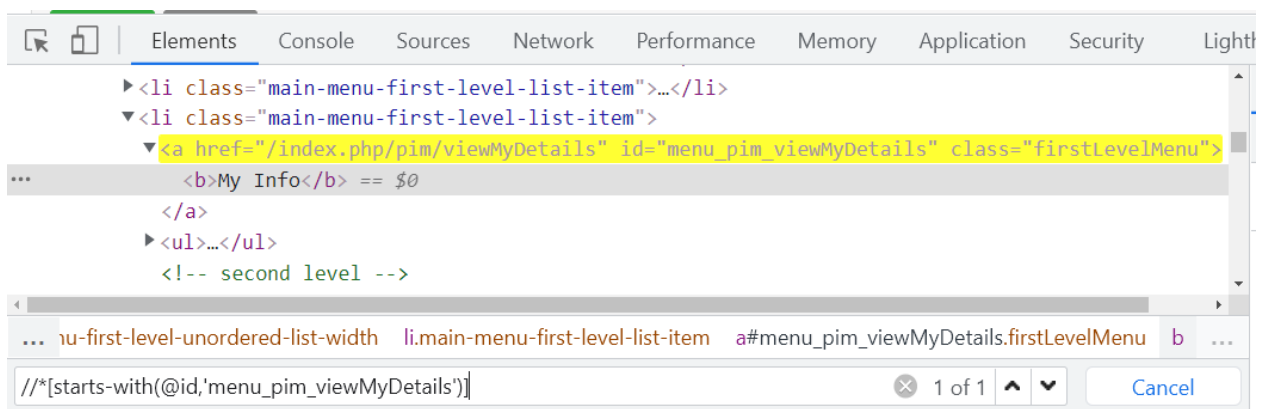 Elements Console Sources Network Performance Memory Application Security Lighth
<li class="main-menu-first-level-list-item">…</li>
<li class="main-menu-first-level-list-item">
<a href="/index.php/pim/viewMyDetails" id="menu_pim_viewMyDetails" class="firstLevelMenu">
... <b>My Info</b> == $0
</a>
<ul>…</ul>
<!-- second level -->
... nu-first-level-unordered-list-width li.main-menu-first-level-list-item a#menu_pim_viewMyDetails.firstLevelMenu b ...
//*[starts-with(@id,'menu_pim_viewMyDetails')] 1 of 1 Cancel